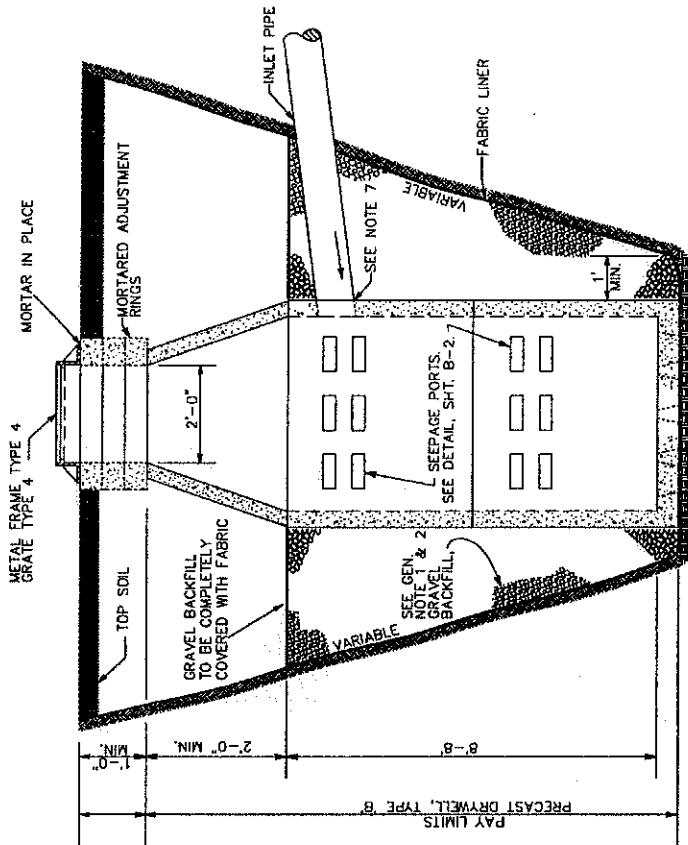 METAL FRAME TYPE 4
GRATE TYPE 4
MORTAR IN PLACE
MORTARED ADJUSTMENT
RINGS
INLET PIPE
TOP SOIL
2'-0"
GRAVEL BACKFILL
TO BE COMPLETELY
COVERED WITH FABRIC
SEE NOTE 7
VARIABLE
FABRIC LINER
1'
MIN.
SEEPAGE PORTS.
SEE DETAIL, SHT. B-2.
SEE GEN.
NOTE 1 & 2
GRAVEL
BACKFILL,
VARIABLE
1'-0"
MIN.
2'-0" MIN.
8'-8'
PAY LIMITS
PRECAST DRYWELL, TYPE 'B'